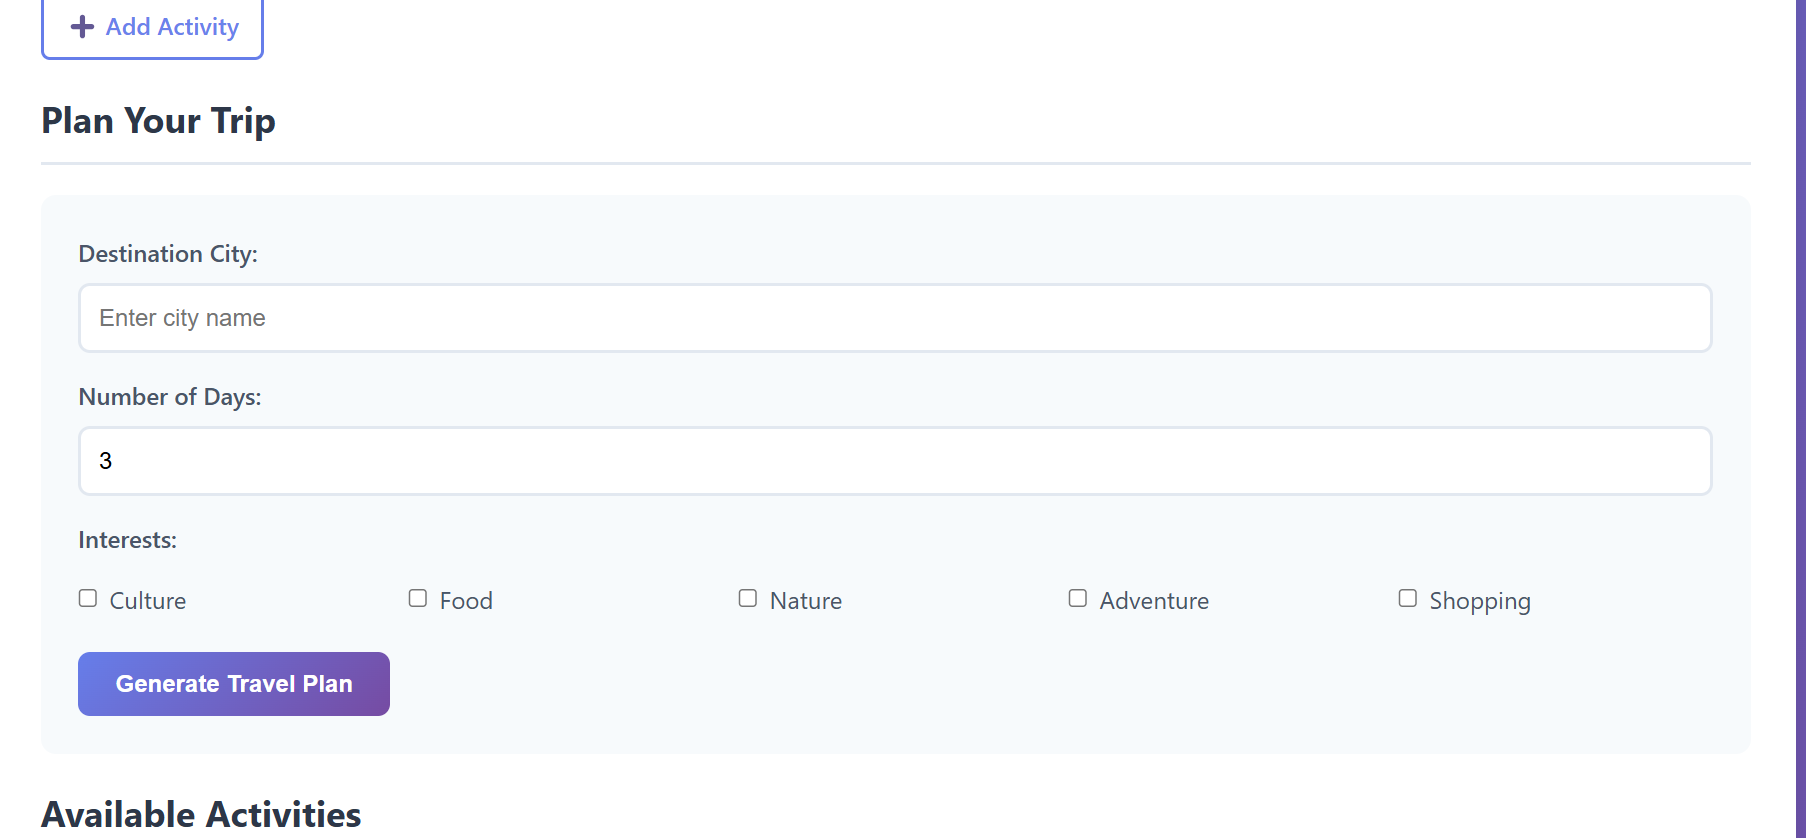 Add Activity
Plan Your Trip
Destination City:
Enter city name
Number of Days:
3
Interests:
Culture Food Nature Adventure Shopping
Generate Travel Plan
Available Activities